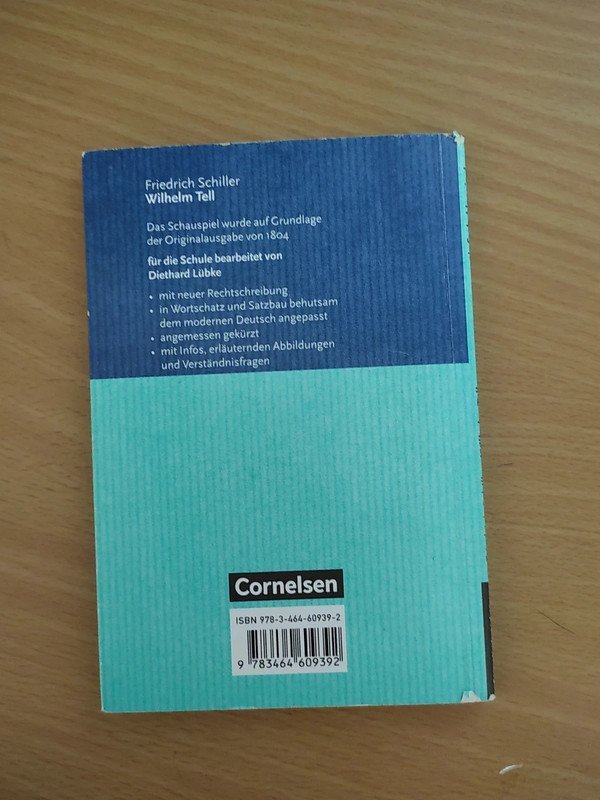 Friedrich Schiller
Wilhelm Tell
Das Schauspiel wurde auf Grundlage
der Originalausgabe von 1804
für die Schule bearbeitet von
Diethard Lübke
• mit neuer Rechtschreibung
• in Wortschatz und Satzbau behutsam
dem modernen Deutsch angepasst
• angemessen gekürzt
• mit Infos, erläuternden Abbildungen
und Verständnisfragen
Cornelsen
ISBN 978-3-464-60939-2
9 783464 609392